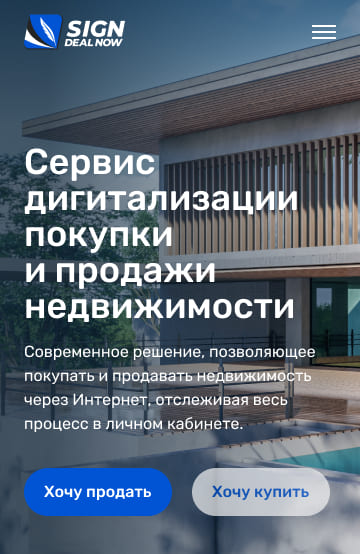 SIGN
DEAL NOW
Сервис
дигитализации
покупки
и продажи
недвижимости
Современное решение, позволяющее
покупать и продавать недвижимость
через Интернет, отслеживая весь
процесс в личном кабинете.
Хочу продать
Хочу купить